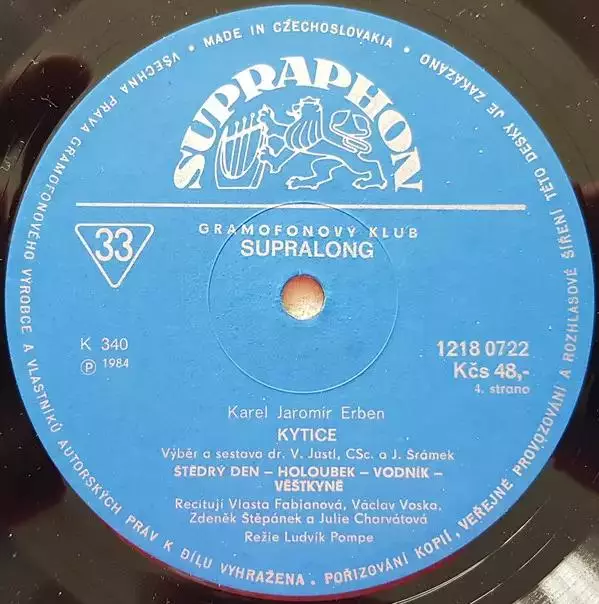 VŠECHNA PRÁVA GRAMOFONOVÉHO VÝROBCE A VLASTNÍKŮ AUTORSKÝCH PRÁV K DÍLU VYHRAŽENA. POŘIZOVÁNÍ KOPIÍ, VEŘEJNÉ PROVOZOVÁNÍ A ROZHLASOVÉ ŠÍŘENÍ TÉTO DESKY JE ZAKÁZÁNO • MADE IN CZECHOSLOVAKIA •
SUPRAPHON
GRAMOFONOVÝ KLUB
SUPRALONG
33
K 340
Ⓟ 1984
1218 0722
Kčs 48,-
4. strana
Karel Jaromír Erben
KYTICE
Výběr a sestava dr. V. Justl, CSc. a J. Srámek
ŠTĚDRÝ DEN – HOLOUBEK – VODNÍK –
VĚŠTKYNĚ
Recitují Vlasta Fabianová, Václav Voska,
Zdeněk Štěpánek a Julie Charvátová
Režie Ludvík Pompe